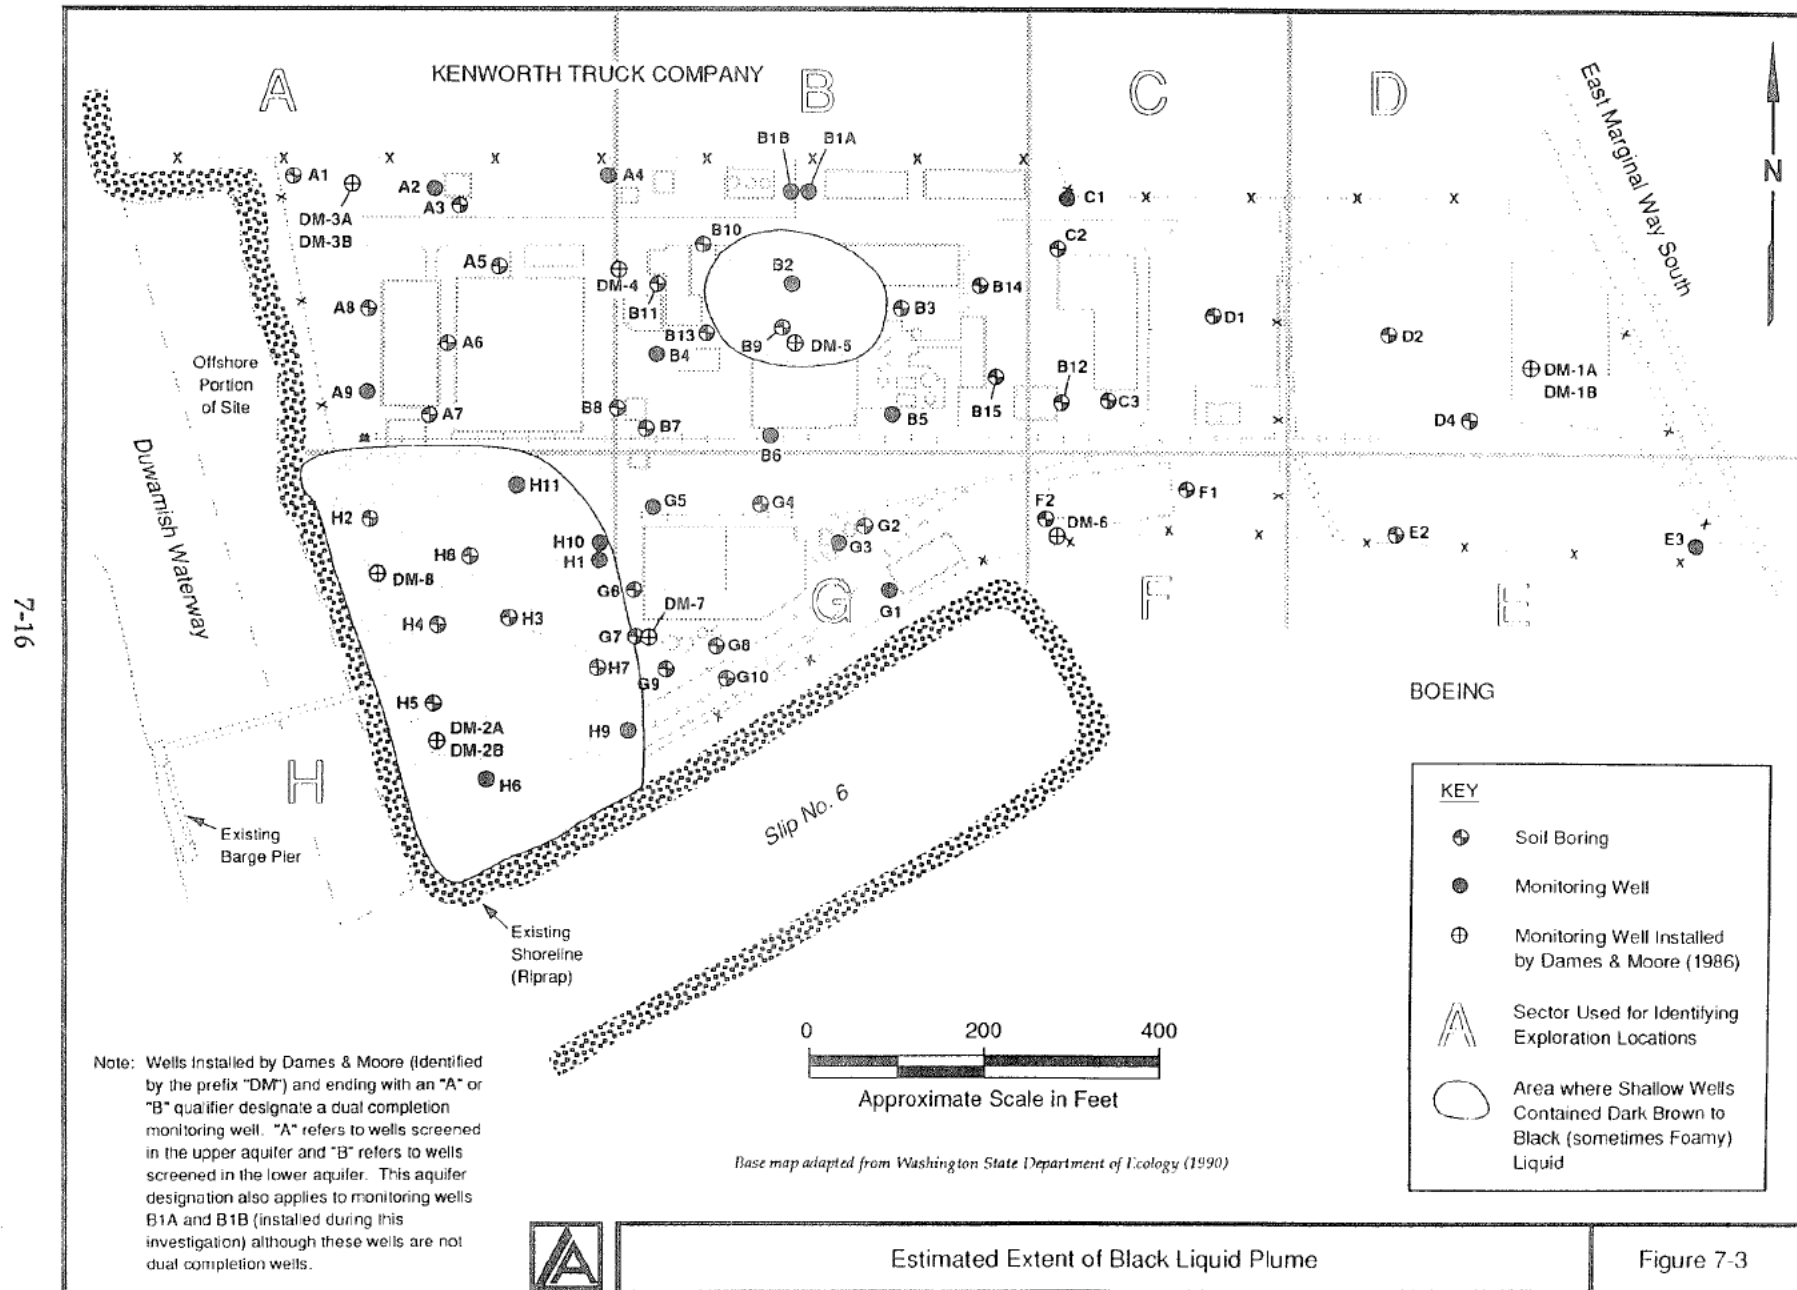 KENWORTH TRUCK COMPANY
A
B
C
D
East Marginal Way South
N
B1B
B1A
A1
A2
A3
A4
C1
DM-3A
DM-3B
B10
C2
A5
DM-4
B2
B11
B14
A8
B3
D1
A6
B13
B9
DM-5
D2
B4
Offshore
Portion
of Site
A9
B12
DM-1A
DM-1B
A7
B8
B7
B5
B15
C3
D4
B6
Duwamish Waterway
H11
G5
G4
F1
H2
F2
G2
DM-6
H10
G3
E2
E3
H8
H1
DM-8
G6
DM-7
G
G1
F
E
H4
H3
G7
G8
H7
G9
G10
7-16
H5
BOEING
DM-2A
DM-2B
H9
H
H6
Slip No. 6
Existing
Barge Pier
Existing
Shoreline
(Riprap)
KEY
Soil Boring
Monitoring Well
Monitoring Well Installed
by Dames & Moore (1986)
A
Sector Used for Identifying
Exploration Locations
Area where Shallow Wells
Contained Dark Brown to
Black (sometimes Foamy)
Liquid
0 200 400
Approximate Scale in Feet
Base map adapted from Washington State Department of Ecology (1990)
Note: Wells Installed by Dames & Moore (identified
by the prefix "DM") and ending with an "A" or
"B" qualifier designate a dual completion
monitoring well. "A" refers to wells screened
in the upper aquifer and "B" refers to wells
screened in the lower aquifer. This aquifer
designation also applies to monitoring wells
B1A and B1B (installed during this
investigation) although these wells are not
dual completion wells.
Estimated Extent of Black Liquid Plume
Figure 7-3